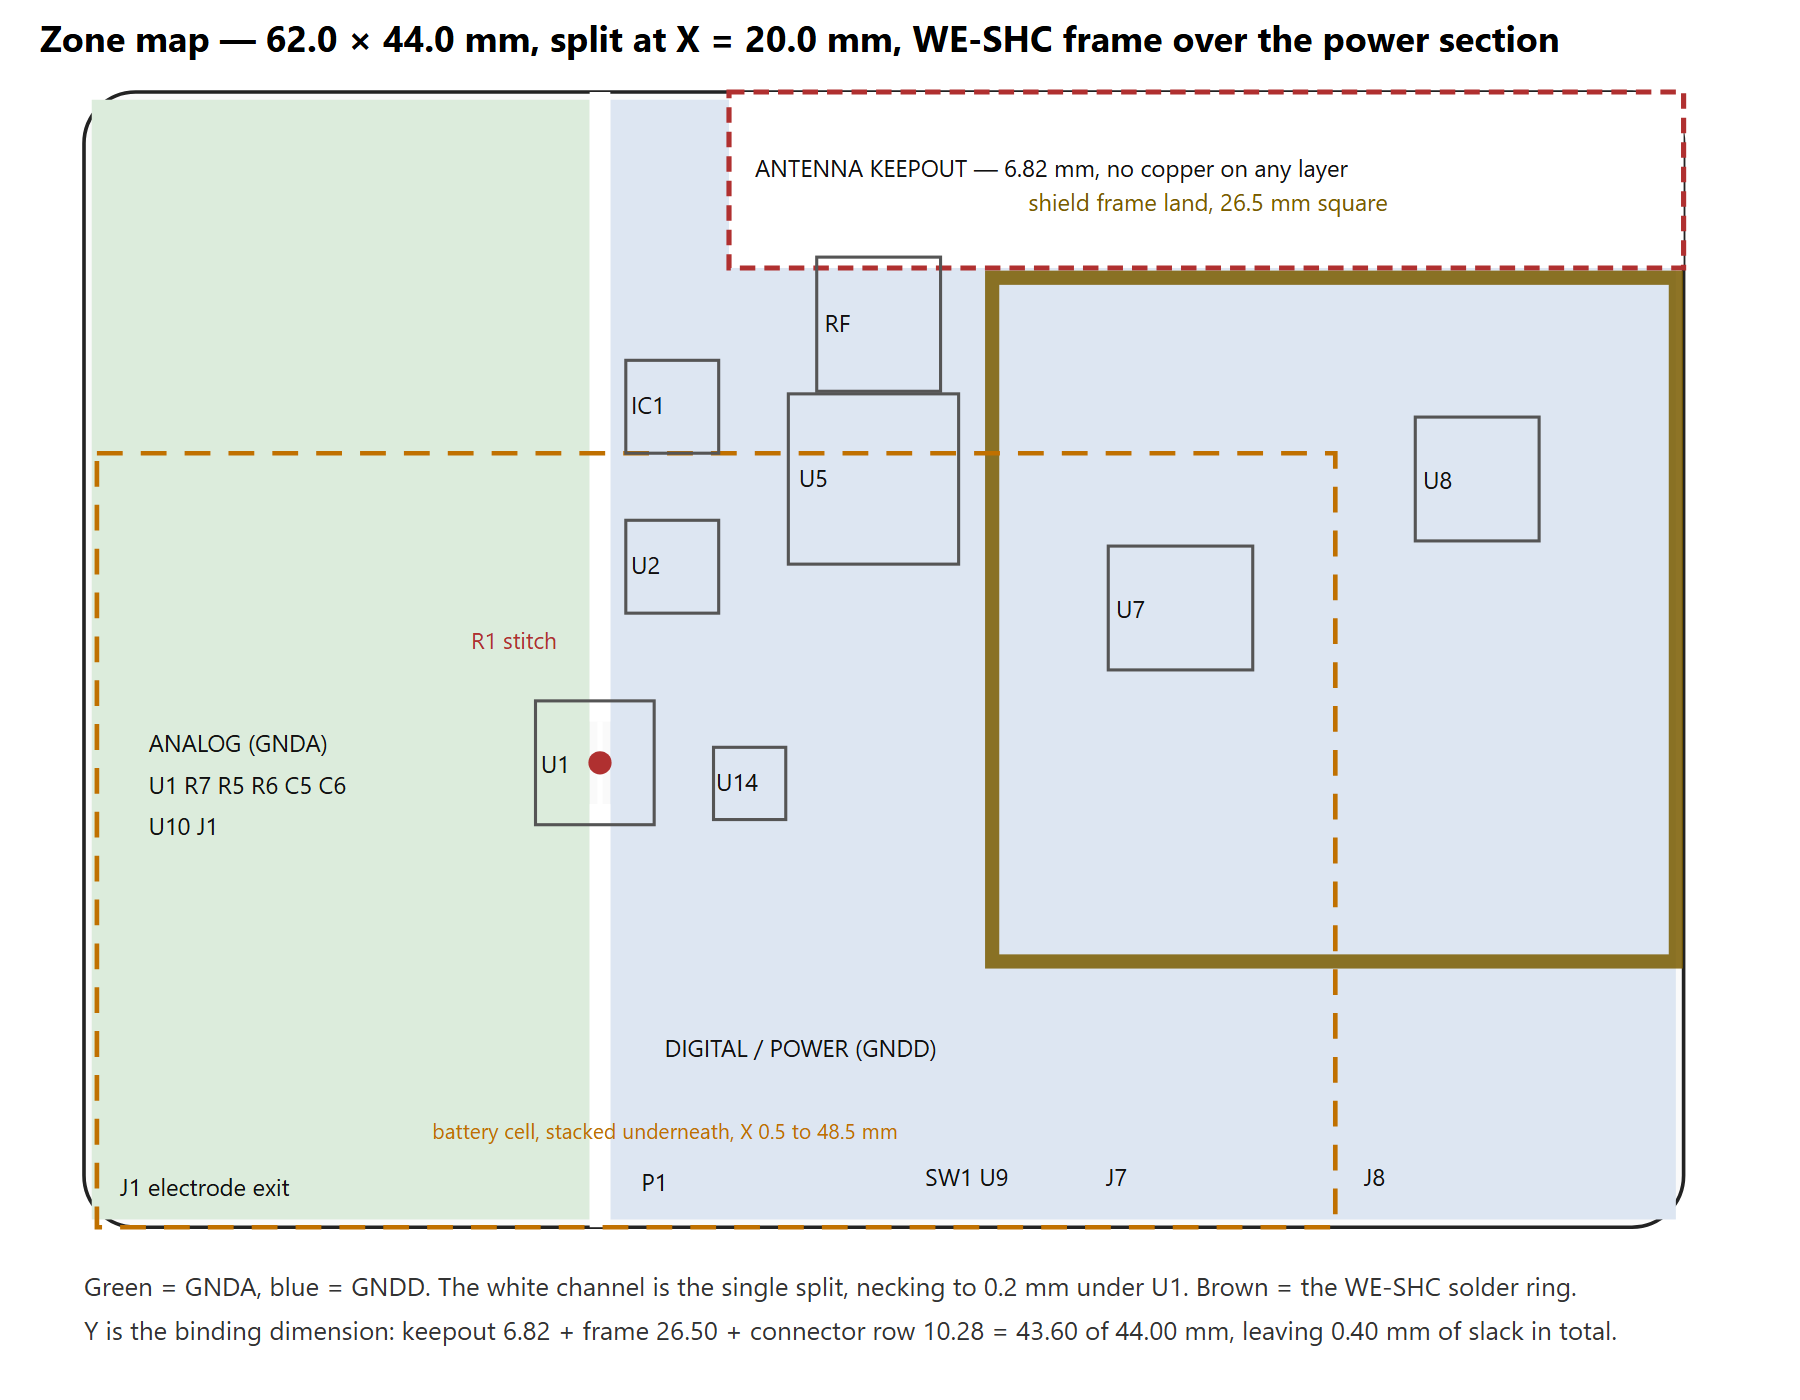 Zone map — 62.0 × 44.0 mm, split at X = 20.0 mm, WE-SHC frame over the power section
ANTENNA KEEPOUT — 6.82 mm, no copper on any layer
shield frame land, 26.5 mm square
RF
IC1
U5
U8
U2
U7
R1 stitch
ANALOG (GNDA)
U1 R7 R5 R6 C5 C6
U10 J1
U1
U14
DIGITAL / POWER (GNDD)
battery cell, stacked underneath, X 0.5 to 48.5 mm
J1 electrode exit
P1
SW1 U9
J7
J8
Green = GNDA, blue = GNDD. The white channel is the single split, necking to 0.2 mm under U1. Brown = the WE-SHC solder ring.
Y is the binding dimension: keepout 6.82 + frame 26.50 + connector row 10.28 = 43.60 of 44.00 mm, leaving 0.40 mm of slack in total.